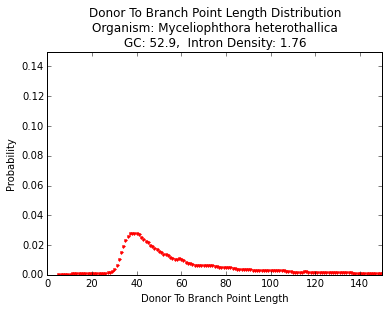 Donor To Branch Point Length Distribution
Organism: Myceliophthora heterothallica
GC: 52.9,  Intron Density: 1.76
0.14
0.12
0.10
0.08
0.06
0.04
0.02
0.00
Probability
0 20 40 60 80 100 120 140
Donor To Branch Point Length